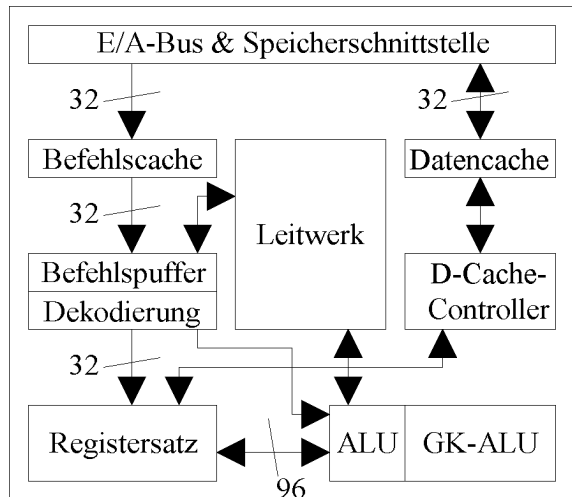 E/A-Bus & Speicherschnittstelle
32
32
Befehlscache
Datencache
32
Leitwerk
Befehlspuffer
Dekodierung
D-Cache-
Controller
32
Registersatz
ALU
GK-ALU
96